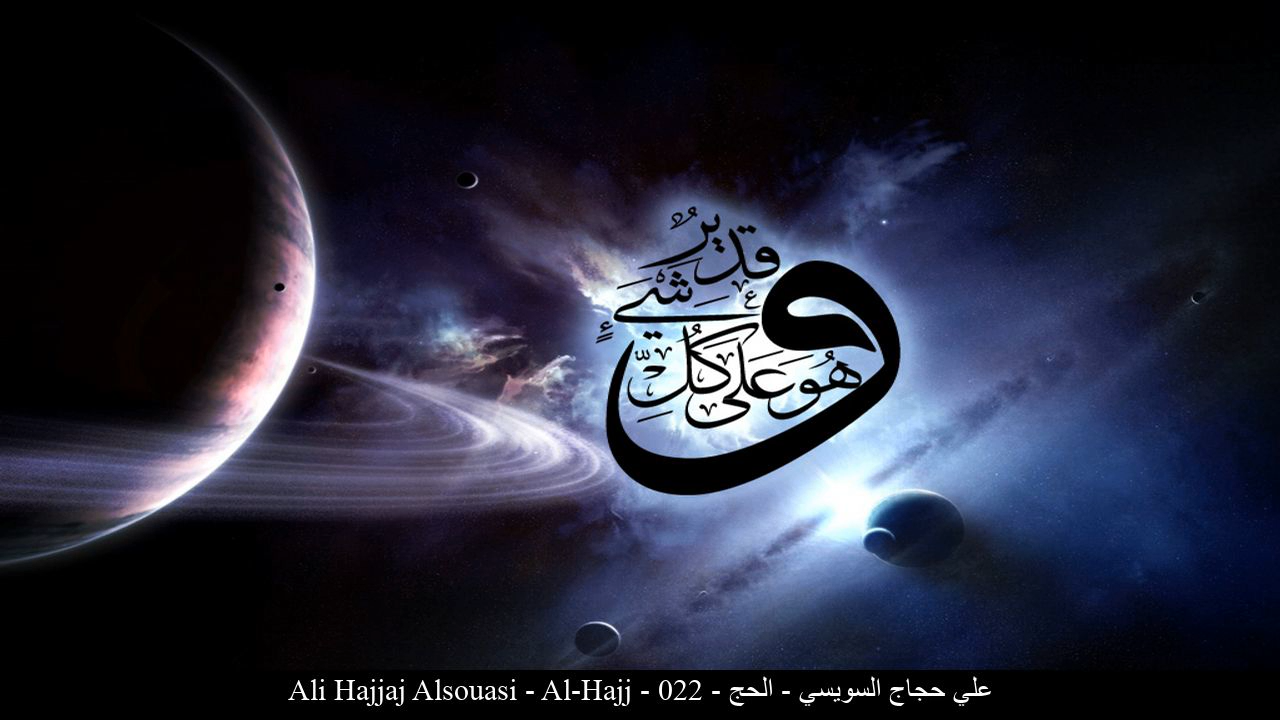 وهو على كل شيء قدير
Ali Hajjaj Alsouasi - Al-Hajj - 022 - علي حجاج السويسي - الحج